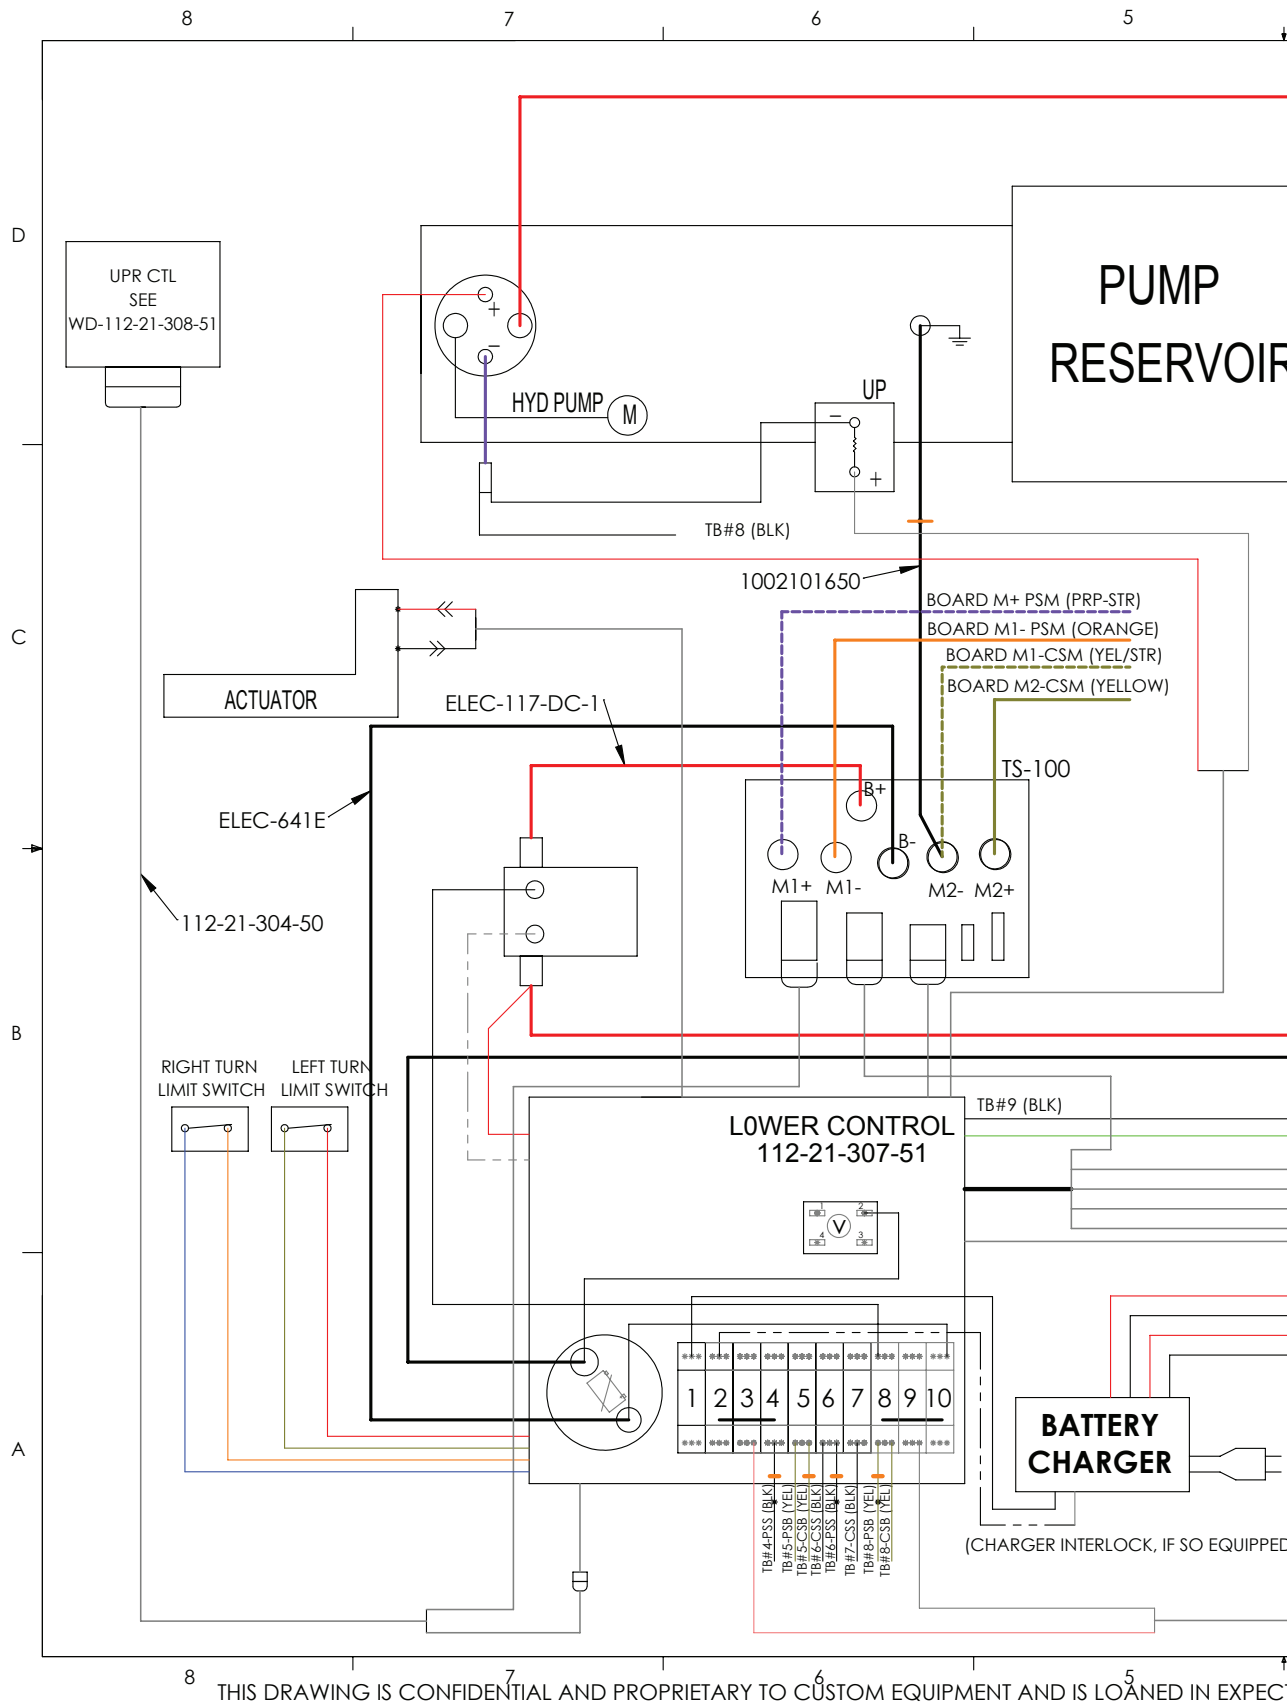 8 7 6 5
D
UPR CTL
SEE
WD-112-21-308-51
PUMP
RESERVOIR
+
−
HYD PUMP
M
UP
−
+
TB#8 (BLK)
1002101650
C
BOARD M+ PSM (PRP-STR)
BOARD M1- PSM (ORANGE)
BOARD M1-CSM (YEL/STR)
BOARD M2-CSM (YELLOW)
ACTUATOR
ELEC-117-DC-1
TS-100
B+
ELEC-641E
B-
M1+ M1- M2- M2+
112-21-304-50
B
RIGHT TURN
LIMIT SWITCH
LEFT TURN
LIMIT SWITCH
TB#9 (BLK)
L0WER CONTROL
112-21-307-51
1 2
V
4 3
1 2 3 4 5 6 7 8 9 10
A
BATTERY
CHARGER
TB#4-PSS (BLK)
TB#5-PSB (YEL)
TB#5-CSB (YEL)
TB#6-CSS (BLK)
TB#6-PSS (BLK)
TB#7-CSS (BLK)
TB#8-PSB (YEL)
TB#8-CSB (YEL)
(CHARGER INTERLOCK, IF SO EQUIPPED
8 7 6 5
THIS DRAWING IS CONFIDENTIAL AND PROPRIETARY TO CUSTOM EQUIPMENT AND IS LOANED IN EXPEC